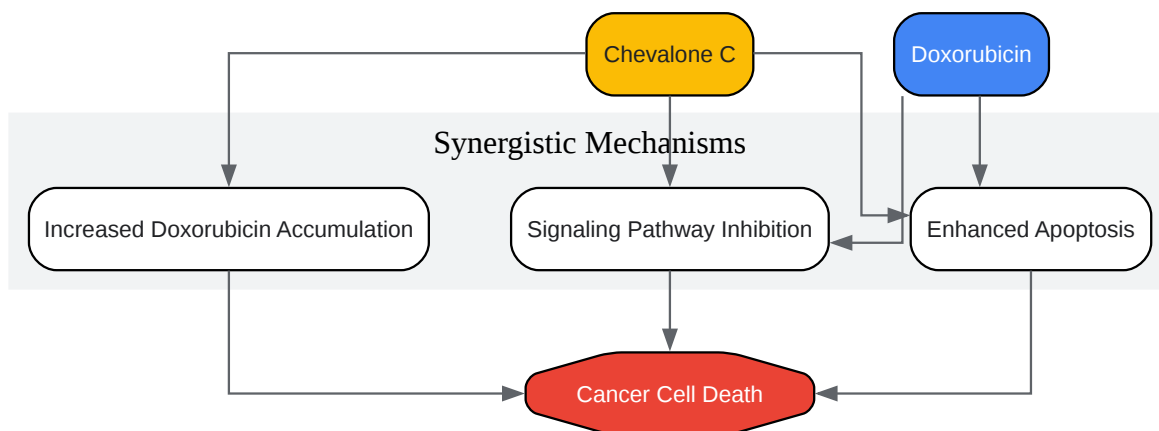 Chevalone C
Doxorubicin
Synergistic Mechanisms
Increased Doxorubicin Accumulation
Signaling Pathway Inhibition
Enhanced Apoptosis
Cancer Cell Death